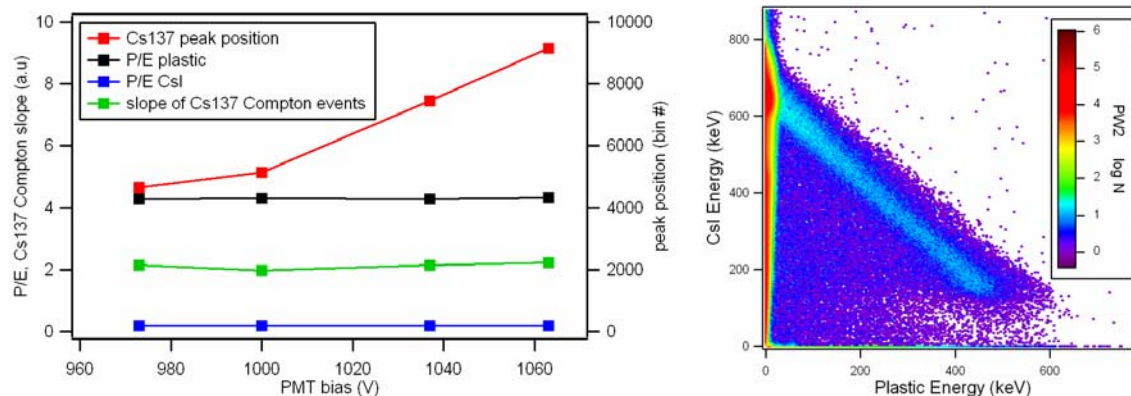 10
8
6
4
2
0
P/E, Cs137 Compton slope (a.u)
Cs137 peak position
P/E plastic
P/E CsI
slope of Cs137 Compton events
10000
8000
6000
4000
2000
0
peak position (bin #)
960 980 1000 1020 1040 1060
PMT bias (V)
800
600
400
200
0
CsI Energy (keV)
6
5
4
3
2
1
0
PW2
log N
0 200 400 600
Plastic Energy (keV)